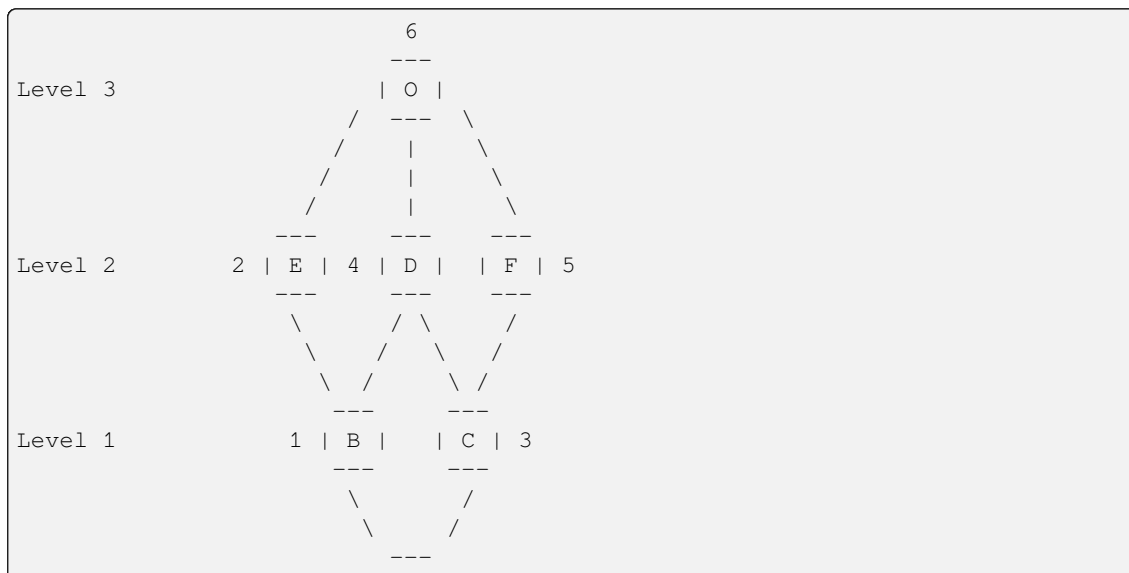 6
                                      ---
Level 3                              | O |
                                  /   ---   \
                                 /     |     \
                                /      |      \
                               /       |       \
                           ---        ---       ---
Level 2                2 | E | 4 | D |   | F | 5
                           ---        ---       ---
                            \         / \        /
                             \       /   \      /
                              \    /      \   /
                                ---        ---
Level 1                    1 | B |     | C | 3
                                ---        ---
                                 \          /
                                  \        /
                                      ---